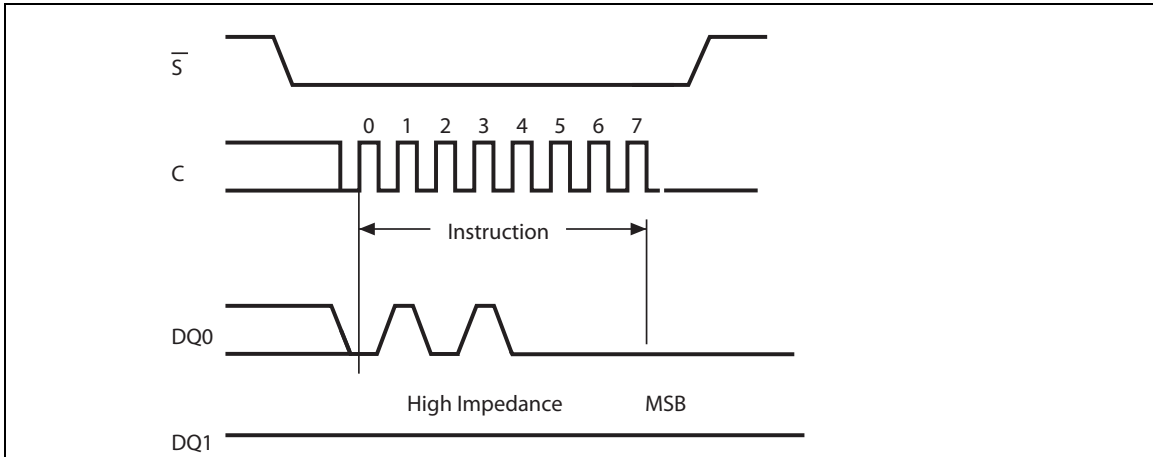 S̅
0 1 2 3 4 5 6 7
C
Instruction
DQ0
High Impedance MSB
DQ1